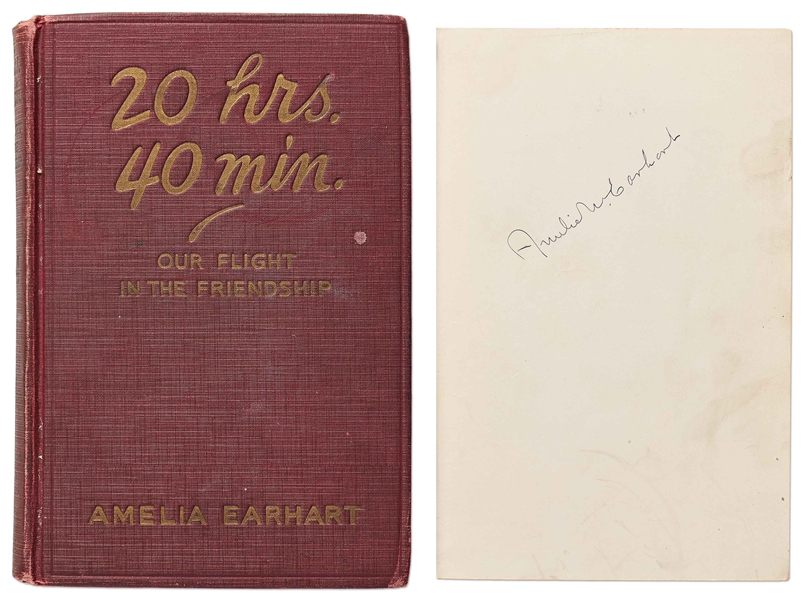 20 hrs.
40 min.
OUR FLIGHT
IN THE FRIENDSHIP
AMELIA EARHART
Amelia M. Earhart